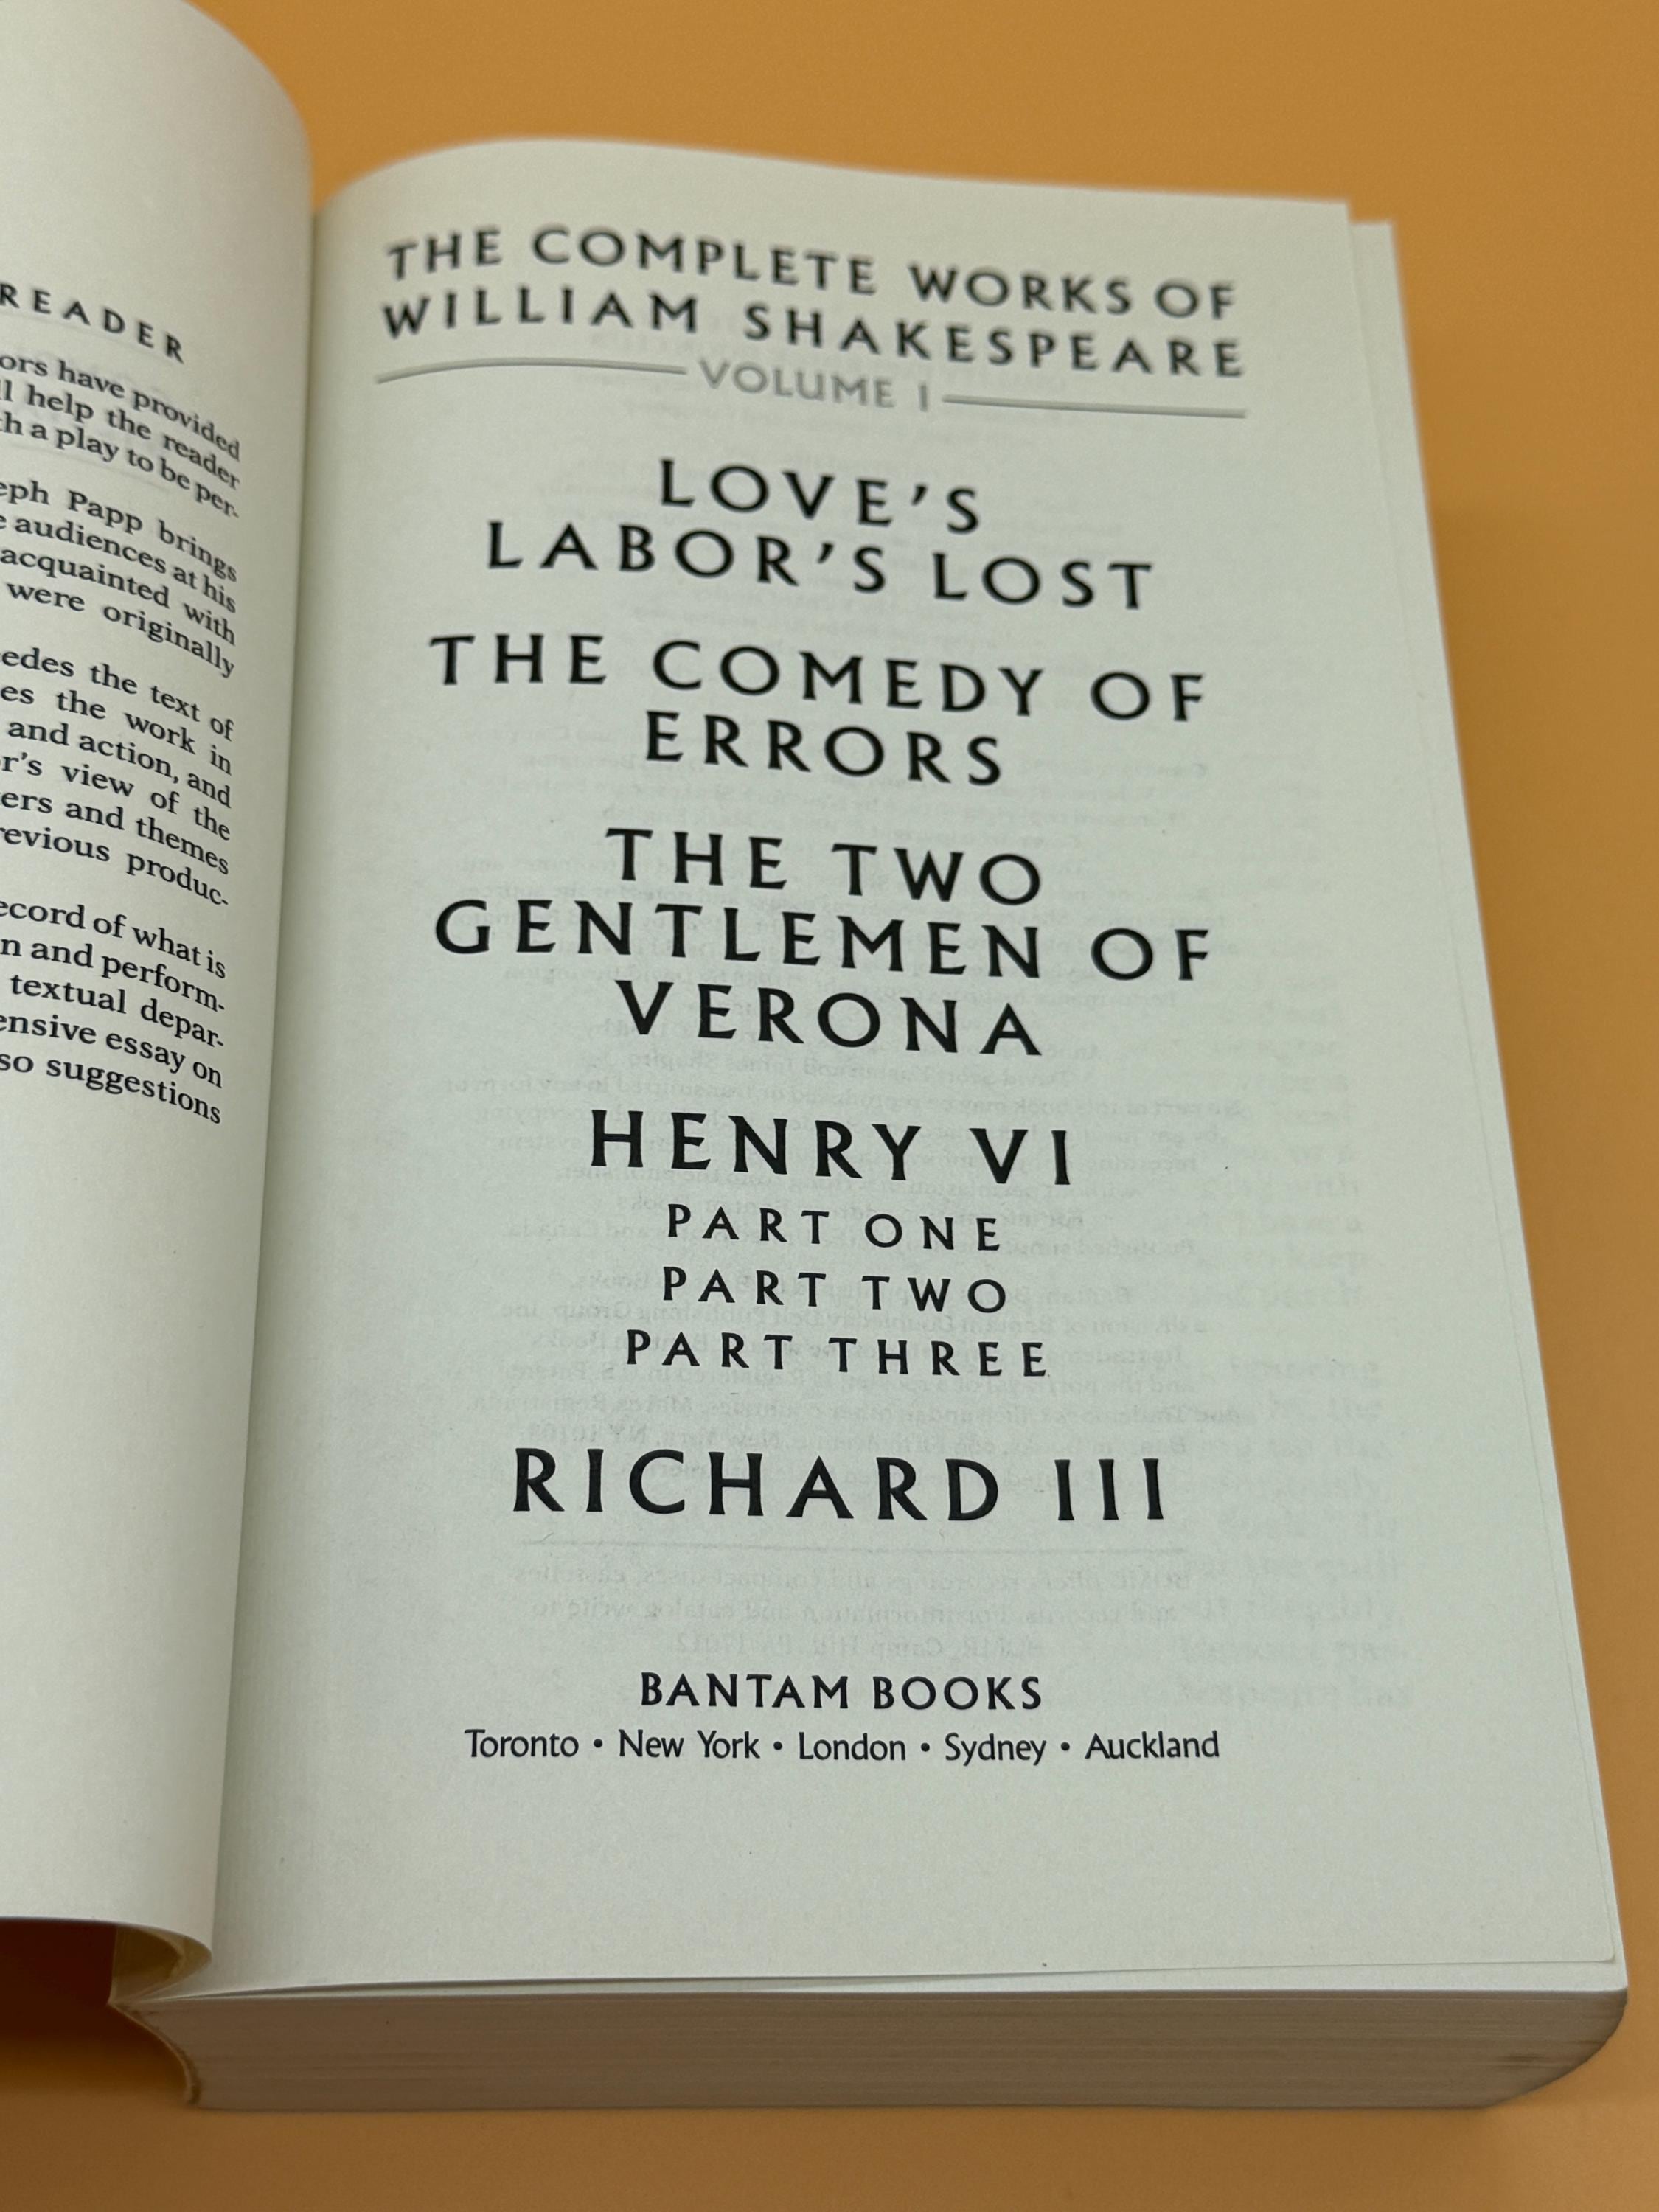 READER
ors have provided
ll help the reader
th a play to be per-
eph Papp brings
e audiences at his
acquainted with
were originally
edes the text of
es the work in
and action, and
r's view of the
ers and themes
revious produc-
ecord of what is
n and perform-
textual depar-
ensive essay on
so suggestions
THE COMPLETE WORKS OF
WILLIAM SHAKESPEARE
VOLUME I
LOVE'S
LABOR'S LOST
THE COMEDY OF
ERRORS
THE TWO
GENTLEMEN OF
VERONA
HENRY VI
PART ONE
PART TWO
PART THREE
RICHARD III
BANTAM BOOKS
Toronto • New York • London • Sydney • Auckland